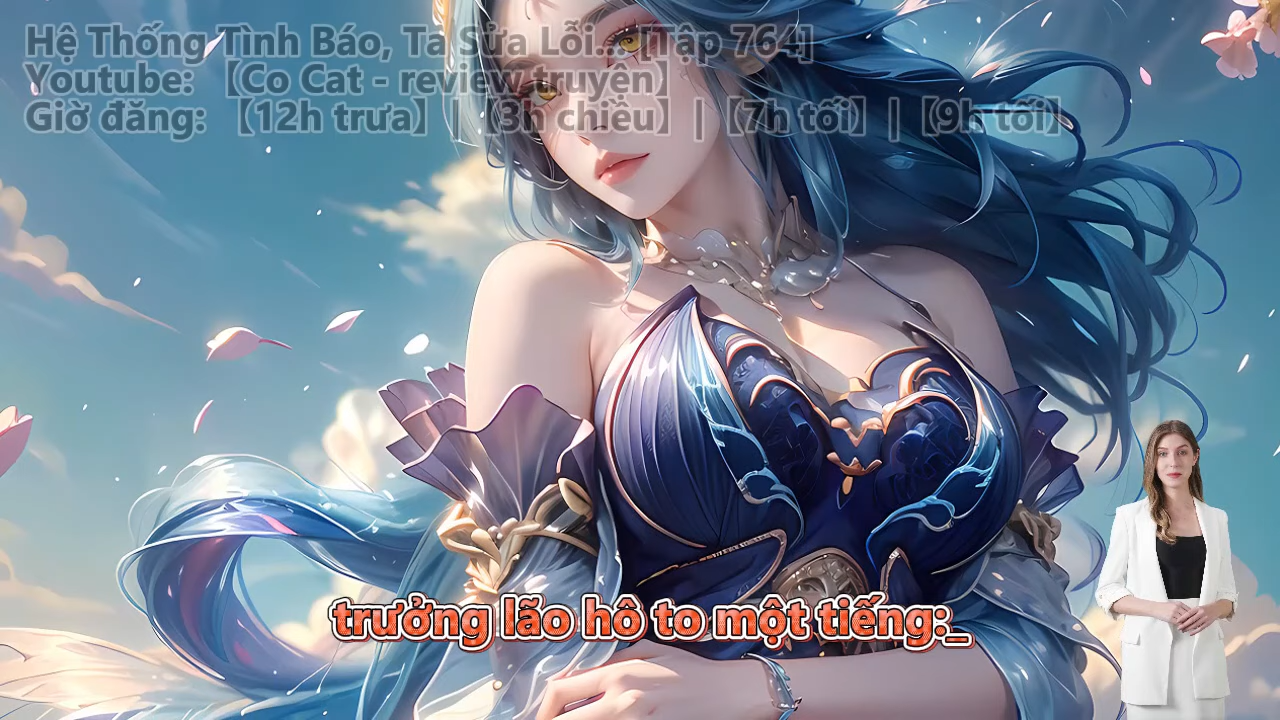 Hệ Thống Tình Báo, Ta Sửa Lỗi...[Tập 76 ]
Youtube: 【Co Cat - review truyện】
Giờ đăng: 【12h trưa】 | 【3h chiều】 | 【7h tối】 | 【9h tối】
trưởng lão hô to một tiếng:_